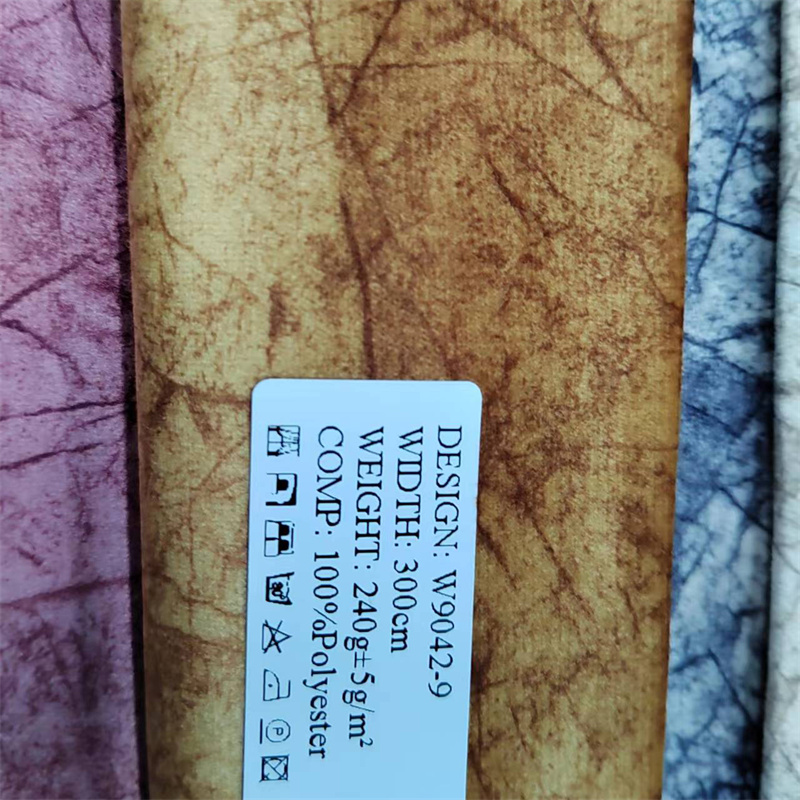 DESIGN: W9042-9
WIDTH: 300cm
WEIGHT: 240g±5g/m²
COMP: 100%Polyester